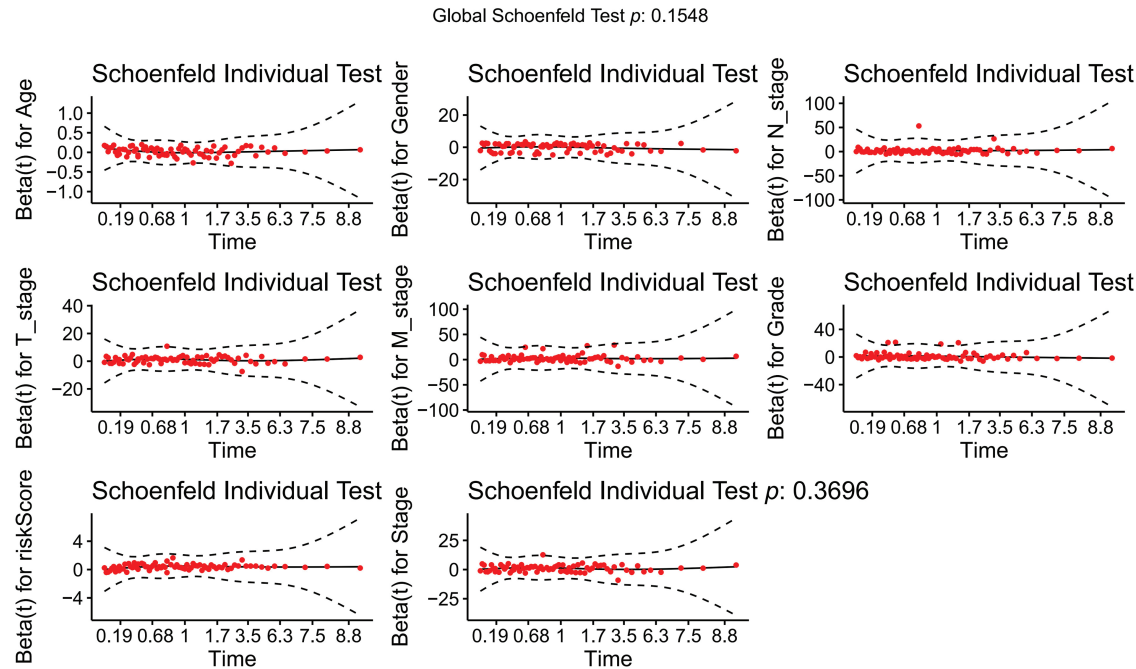 Global Schoenfeld Test p: 0.1548
Schoenfeld Individual Test
Beta(t) for Age
1.0
0.5
0.0
−0.5
−1.0
0.19 0.68 1 1.7 3.5 6.3 7.5 8.8
Time
Schoenfeld Individual Test
Beta(t) for Gender
20
0
−20
0.19 0.68 1 1.7 3.5 6.3 7.5 8.8
Time
Schoenfeld Individual Test
Beta(t) for N_stage
100
50
0
−50
−100
0.19 0.68 1 1.7 3.5 6.3 7.5 8.8
Time
Schoenfeld Individual Test
Beta(t) for T_stage
40
20
0
−20
0.19 0.68 1 1.7 3.5 6.3 7.5 8.8
Time
Schoenfeld Individual Test
Beta(t) for M_stage
100
50
0
−50
−100
0.19 0.68 1 1.7 3.5 6.3 7.5 8.8
Time
Schoenfeld Individual Test
Beta(t) for Grade
40
0
−40
0.19 0.68 1 1.7 3.5 6.3 7.5 8.8
Time
Schoenfeld Individual Test
Beta(t) for riskScore
4
0
−4
0.19 0.68 1 1.7 3.5 6.3 7.5 8.8
Time
Schoenfeld Individual Test p: 0.3696
Beta(t) for Stage
25
0
−25
0.19 0.68 1 1.7 3.5 6.3 7.5 8.8
Time